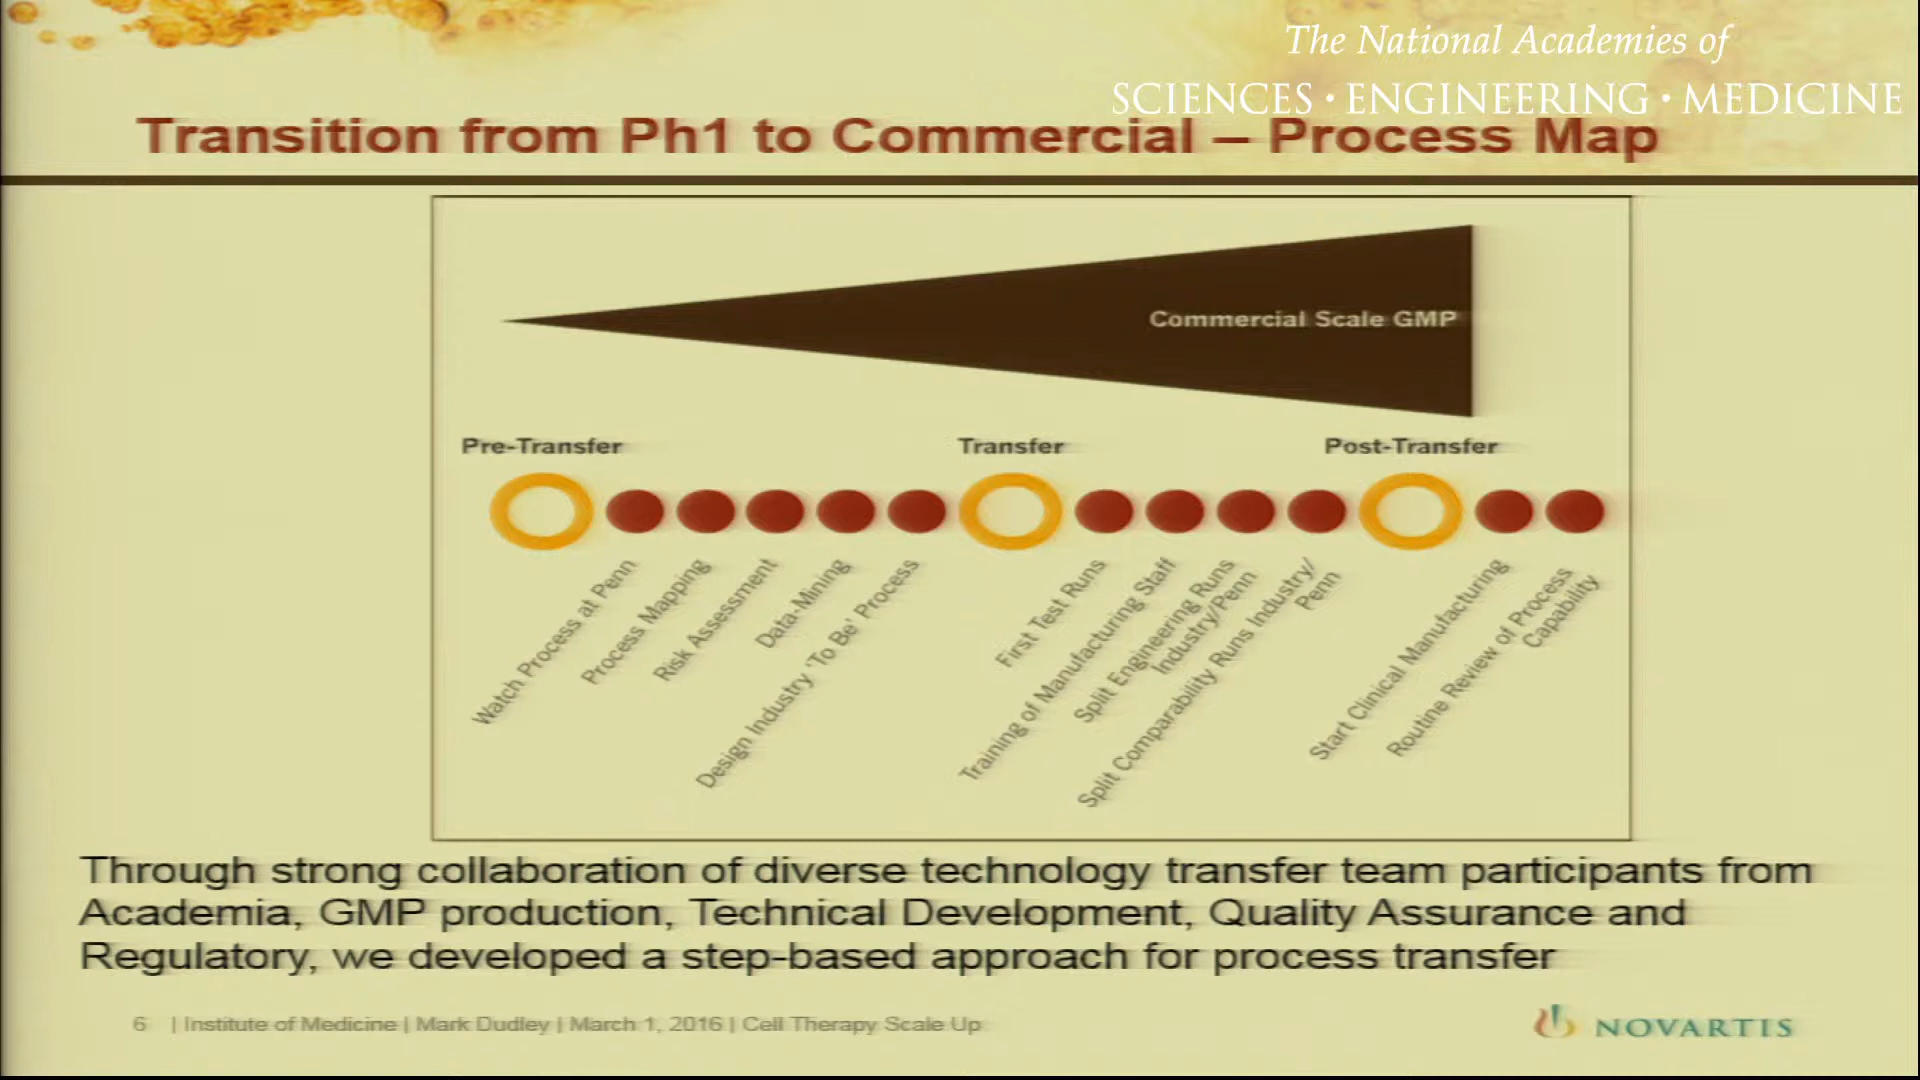 The National Academies of
SCIENCES • ENGINEERING • MEDICINE
Transition from Ph1 to Commercial – Process Map
Commercial Scale GMP
Pre-Transfer
Transfer
Post-Transfer
Watch Process at Penn
Process Mapping
Risk Assessment
Data-Mining
Design Industry 'To Be' Process
First Test Runs
Training of Manufacturing Staff
Split Engineering Runs
Industry/Penn
Split Comparability Runs Industry/
Penn
Start Clinical Manufacturing
Routine Review of Process
Capability
Through strong collaboration of diverse technology transfer team participants from
Academia, GMP production, Technical Development, Quality Assurance and
Regulatory, we developed a step-based approach for process transfer
6 | Institute of Medicine | Mark Dudley | March 1, 2016 | Cell Therapy Scale Up
NOVARTIS